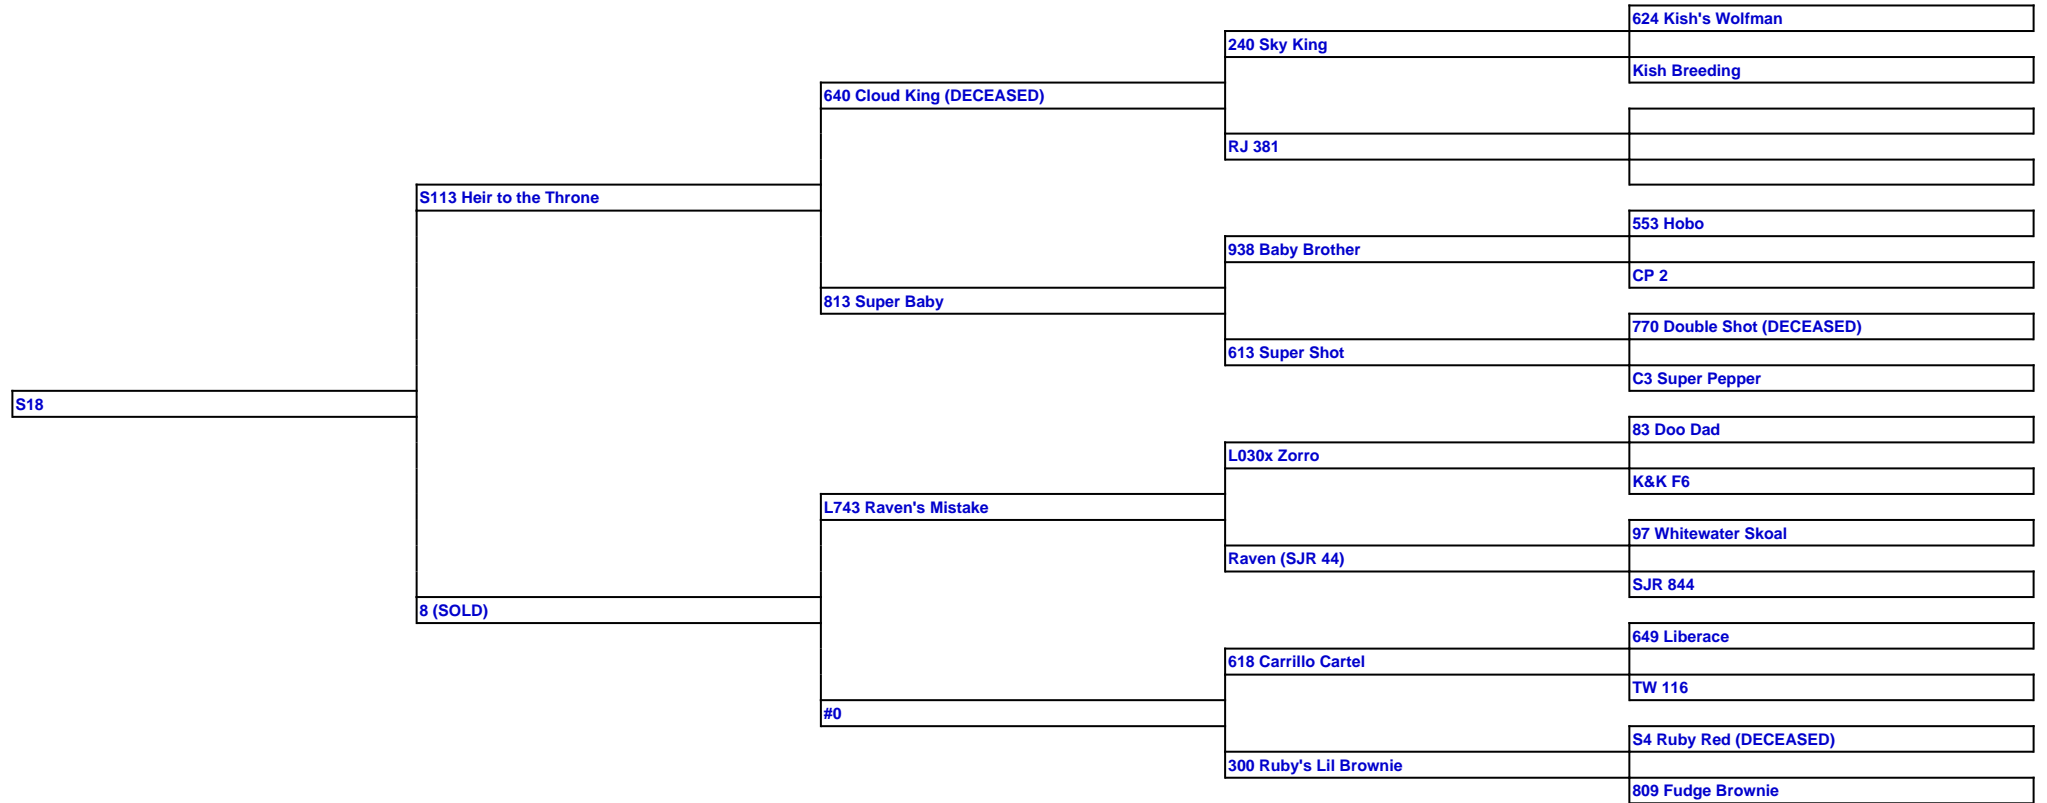 624 Kish's Wolfman
240 Sky King
Kish Breeding
640 Cloud King (DECEASED)
RJ 381
S113 Heir to the Throne
553 Hobo
938 Baby Brother
CP 2
813 Super Baby
770 Double Shot (DECEASED)
613 Super Shot
C3 Super Pepper
S18
83 Doo Dad
L030x Zorro
K&K F6
L743 Raven's Mistake
97 Whitewater Skoal
Raven (SJR 44)
SJR 844
8 (SOLD)
649 Liberace
618 Carrillo Cartel
TW 116
#0
S4 Ruby Red (DECEASED)
300 Ruby's Lil Brownie
809 Fudge Brownie